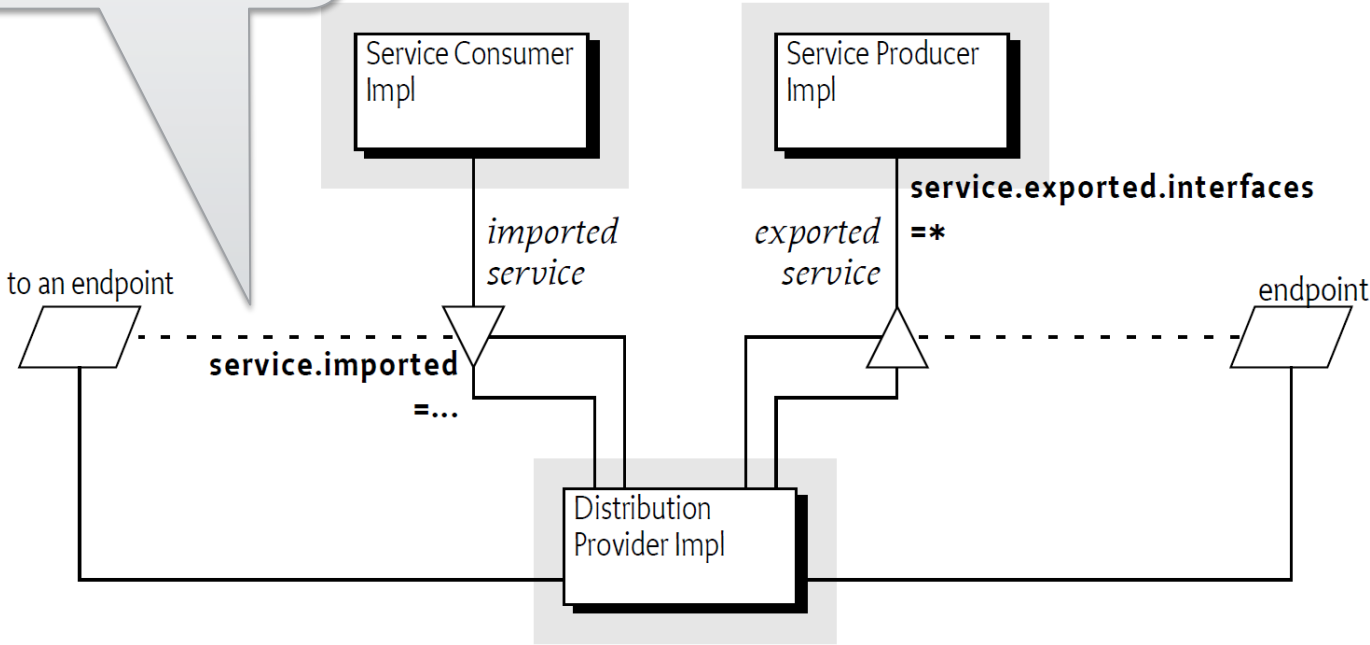 Service Consumer
Impl
Service Producer
Impl
service.exported.interfaces
=*
imported
service
exported
service
to an endpoint
endpoint
service.imported
=...
Distribution
Provider Impl